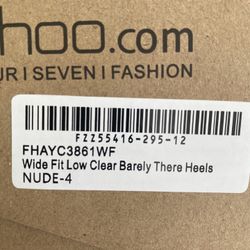 hoo.com
UR I SEVEN I FASHION
FZZ55416-295-12
FHAYC3861WF
Wide Fit Low Clear Barely There Heels
NUDE-4